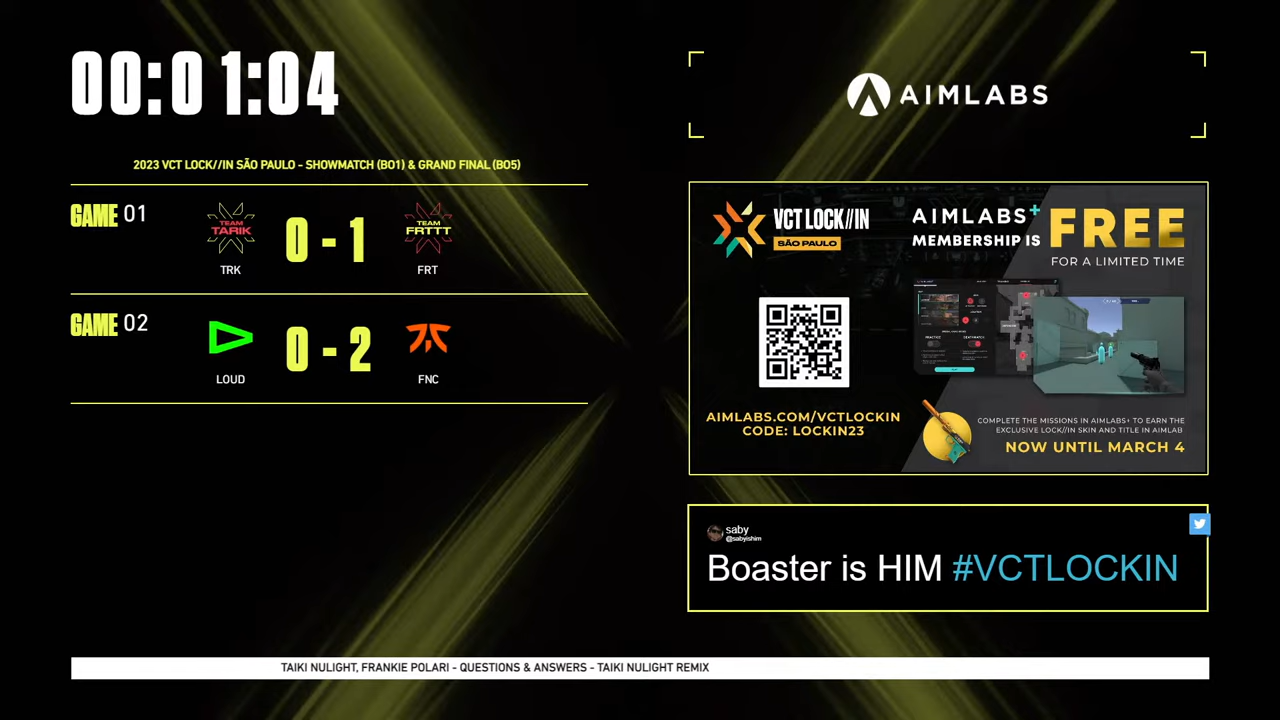 00:01:04
2023 VCT LOCK//IN SÃO PAULO - SHOWMATCH (BO1) & GRAND FINAL (BO5)
GAME 01
TEAM
TARIK
TRK
0 - 1
TEAM
FRTTT
FRT
GAME 02
LOUD
0 - 2
FNC
AIMLABS
VCT LOCK//IN
SÃO PAULO
AIMLABS+
MEMBERSHIP IS
FREE
FOR A LIMITED TIME
AIMLABS.COM/VCTLOCKIN
CODE: LOCKIN23
COMPLETE THE MISSIONS IN AIMLABS+ TO EARN THE
EXCLUSIVE LOCK//IN SKIN AND TITLE IN AIMLAB
NOW UNTIL MARCH 4
saby
@sabyishim
Boaster is HIM #VCTLOCKIN
TAIKI NULIGHT, FRANKIE POLARI - QUESTIONS & ANSWERS - TAIKI NULIGHT REMIX